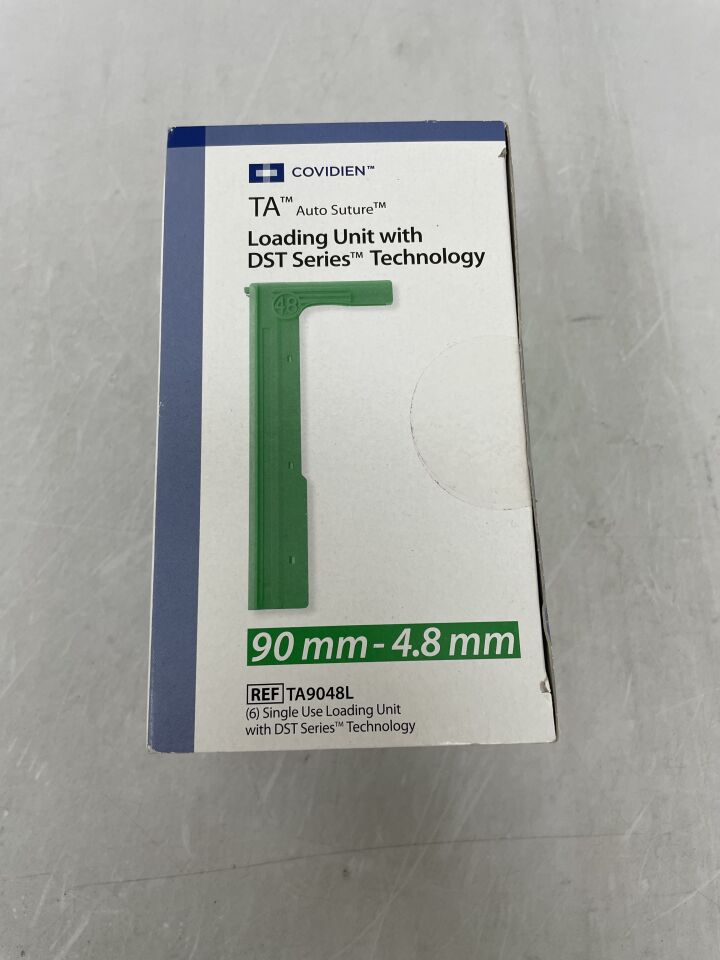 COVIDIEN™
TA™ Auto Suture™
Loading Unit with
DST Series™ Technology
48
90 mm - 4.8 mm
REF TA9048L
(6) Single Use Loading Unit
with DST Series™ Technology